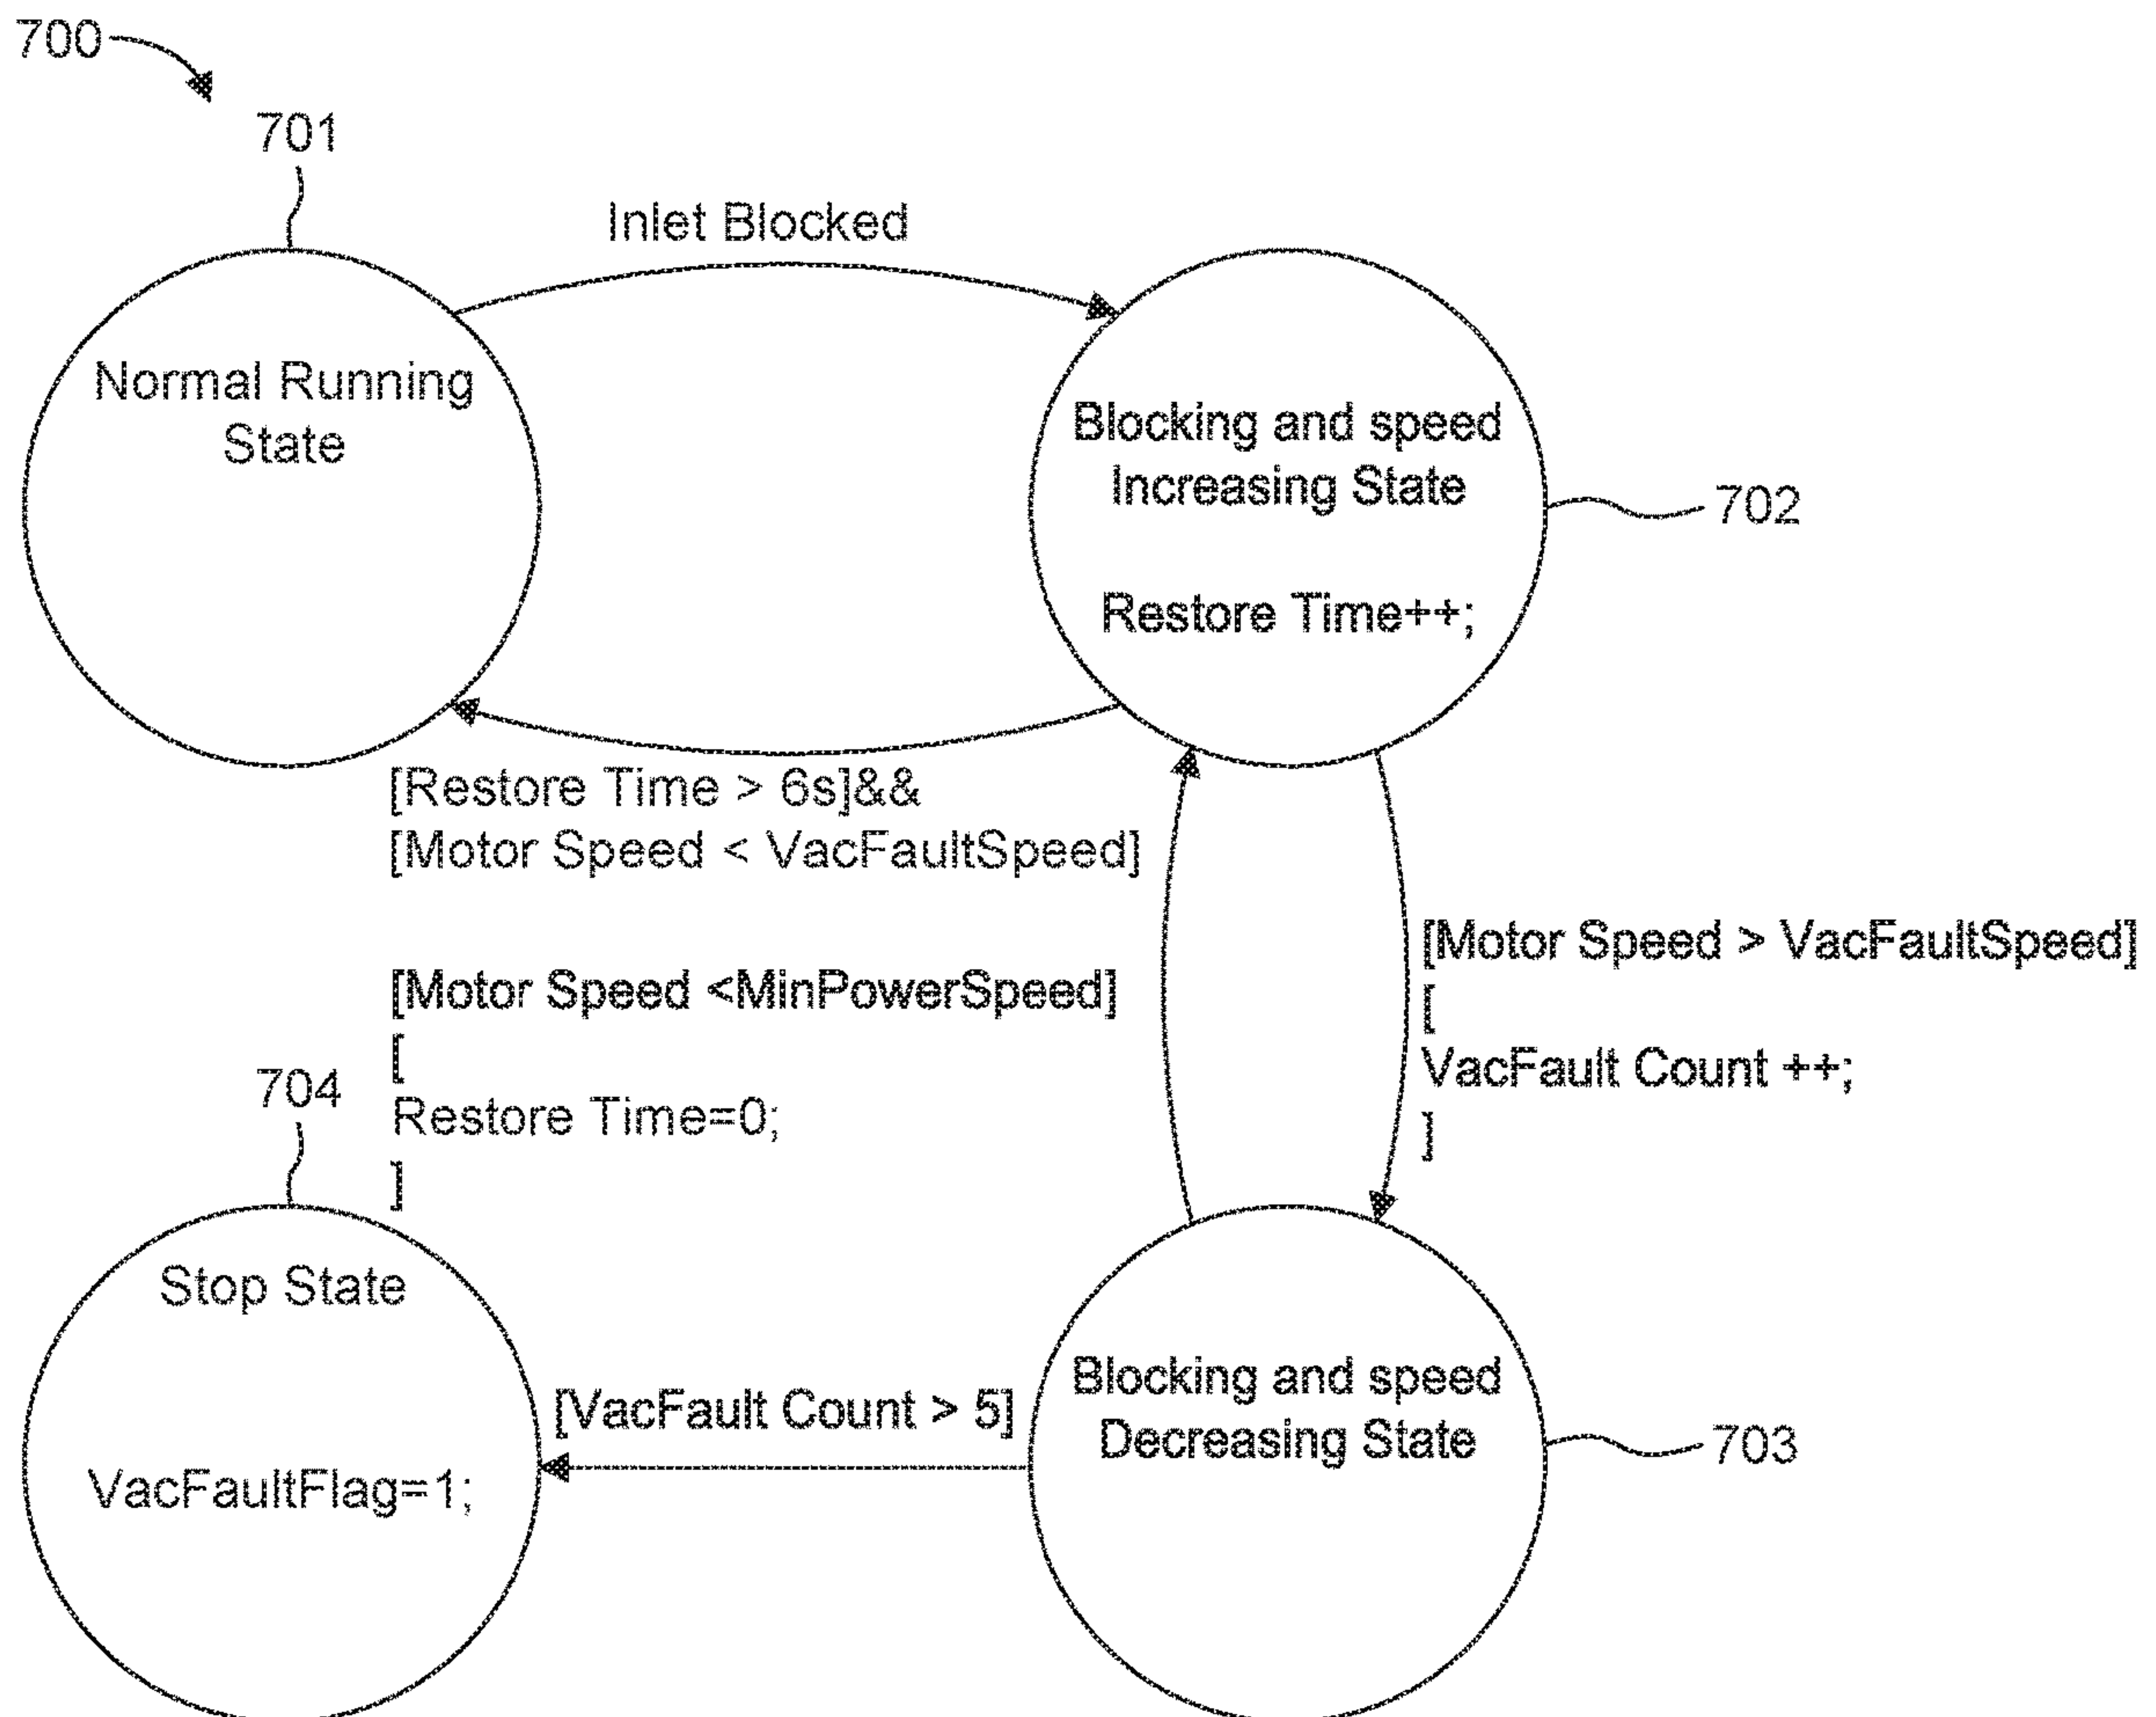 700
701
Inlet Blocked
Normal Running
State
Blocking and speed
Increasing State
Restore Time++;
702
[Restore Time > 6s]&&
[Motor Speed < VacFaultSpeed]
[Motor Speed > VacFaultSpeed]
[
VacFault Count ++;
]
[Motor Speed <MinPowerSpeed]
[
Restore Time=0;
]
704
Stop State
VacFaultFlag=1;
[VacFault Count > 5]
Blocking and speed
Decreasing State
703